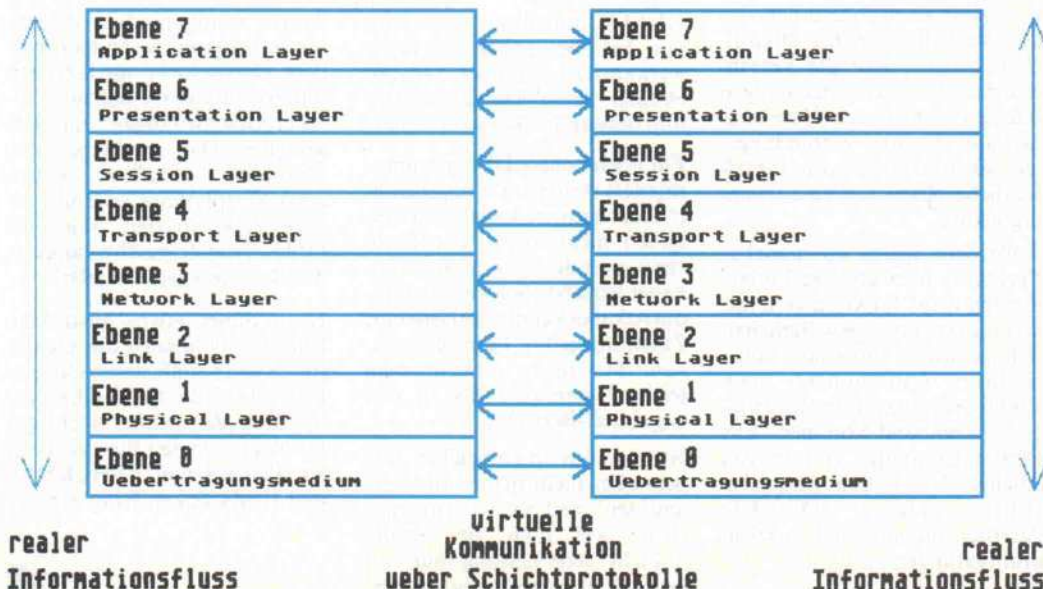 Ebene 7
Application Layer
Ebene 6
Presentation Layer
Ebene 5
Session Layer
Ebene 4
Transport Layer
Ebene 3
Network Layer
Ebene 2
Link Layer
Ebene 1
Physical Layer
Ebene 0
Uebertragungsmedium
Ebene 7
Application Layer
Ebene 6
Presentation Layer
Ebene 5
Session Layer
Ebene 4
Transport Layer
Ebene 3
Network Layer
Ebene 2
Link Layer
Ebene 1
Physical Layer
Ebene 0
Uebertragungsmedium
realer
Informationsfluss
virtuelle
Kommunikation
ueber Schichtprotokolle
realer
Informationsfluss